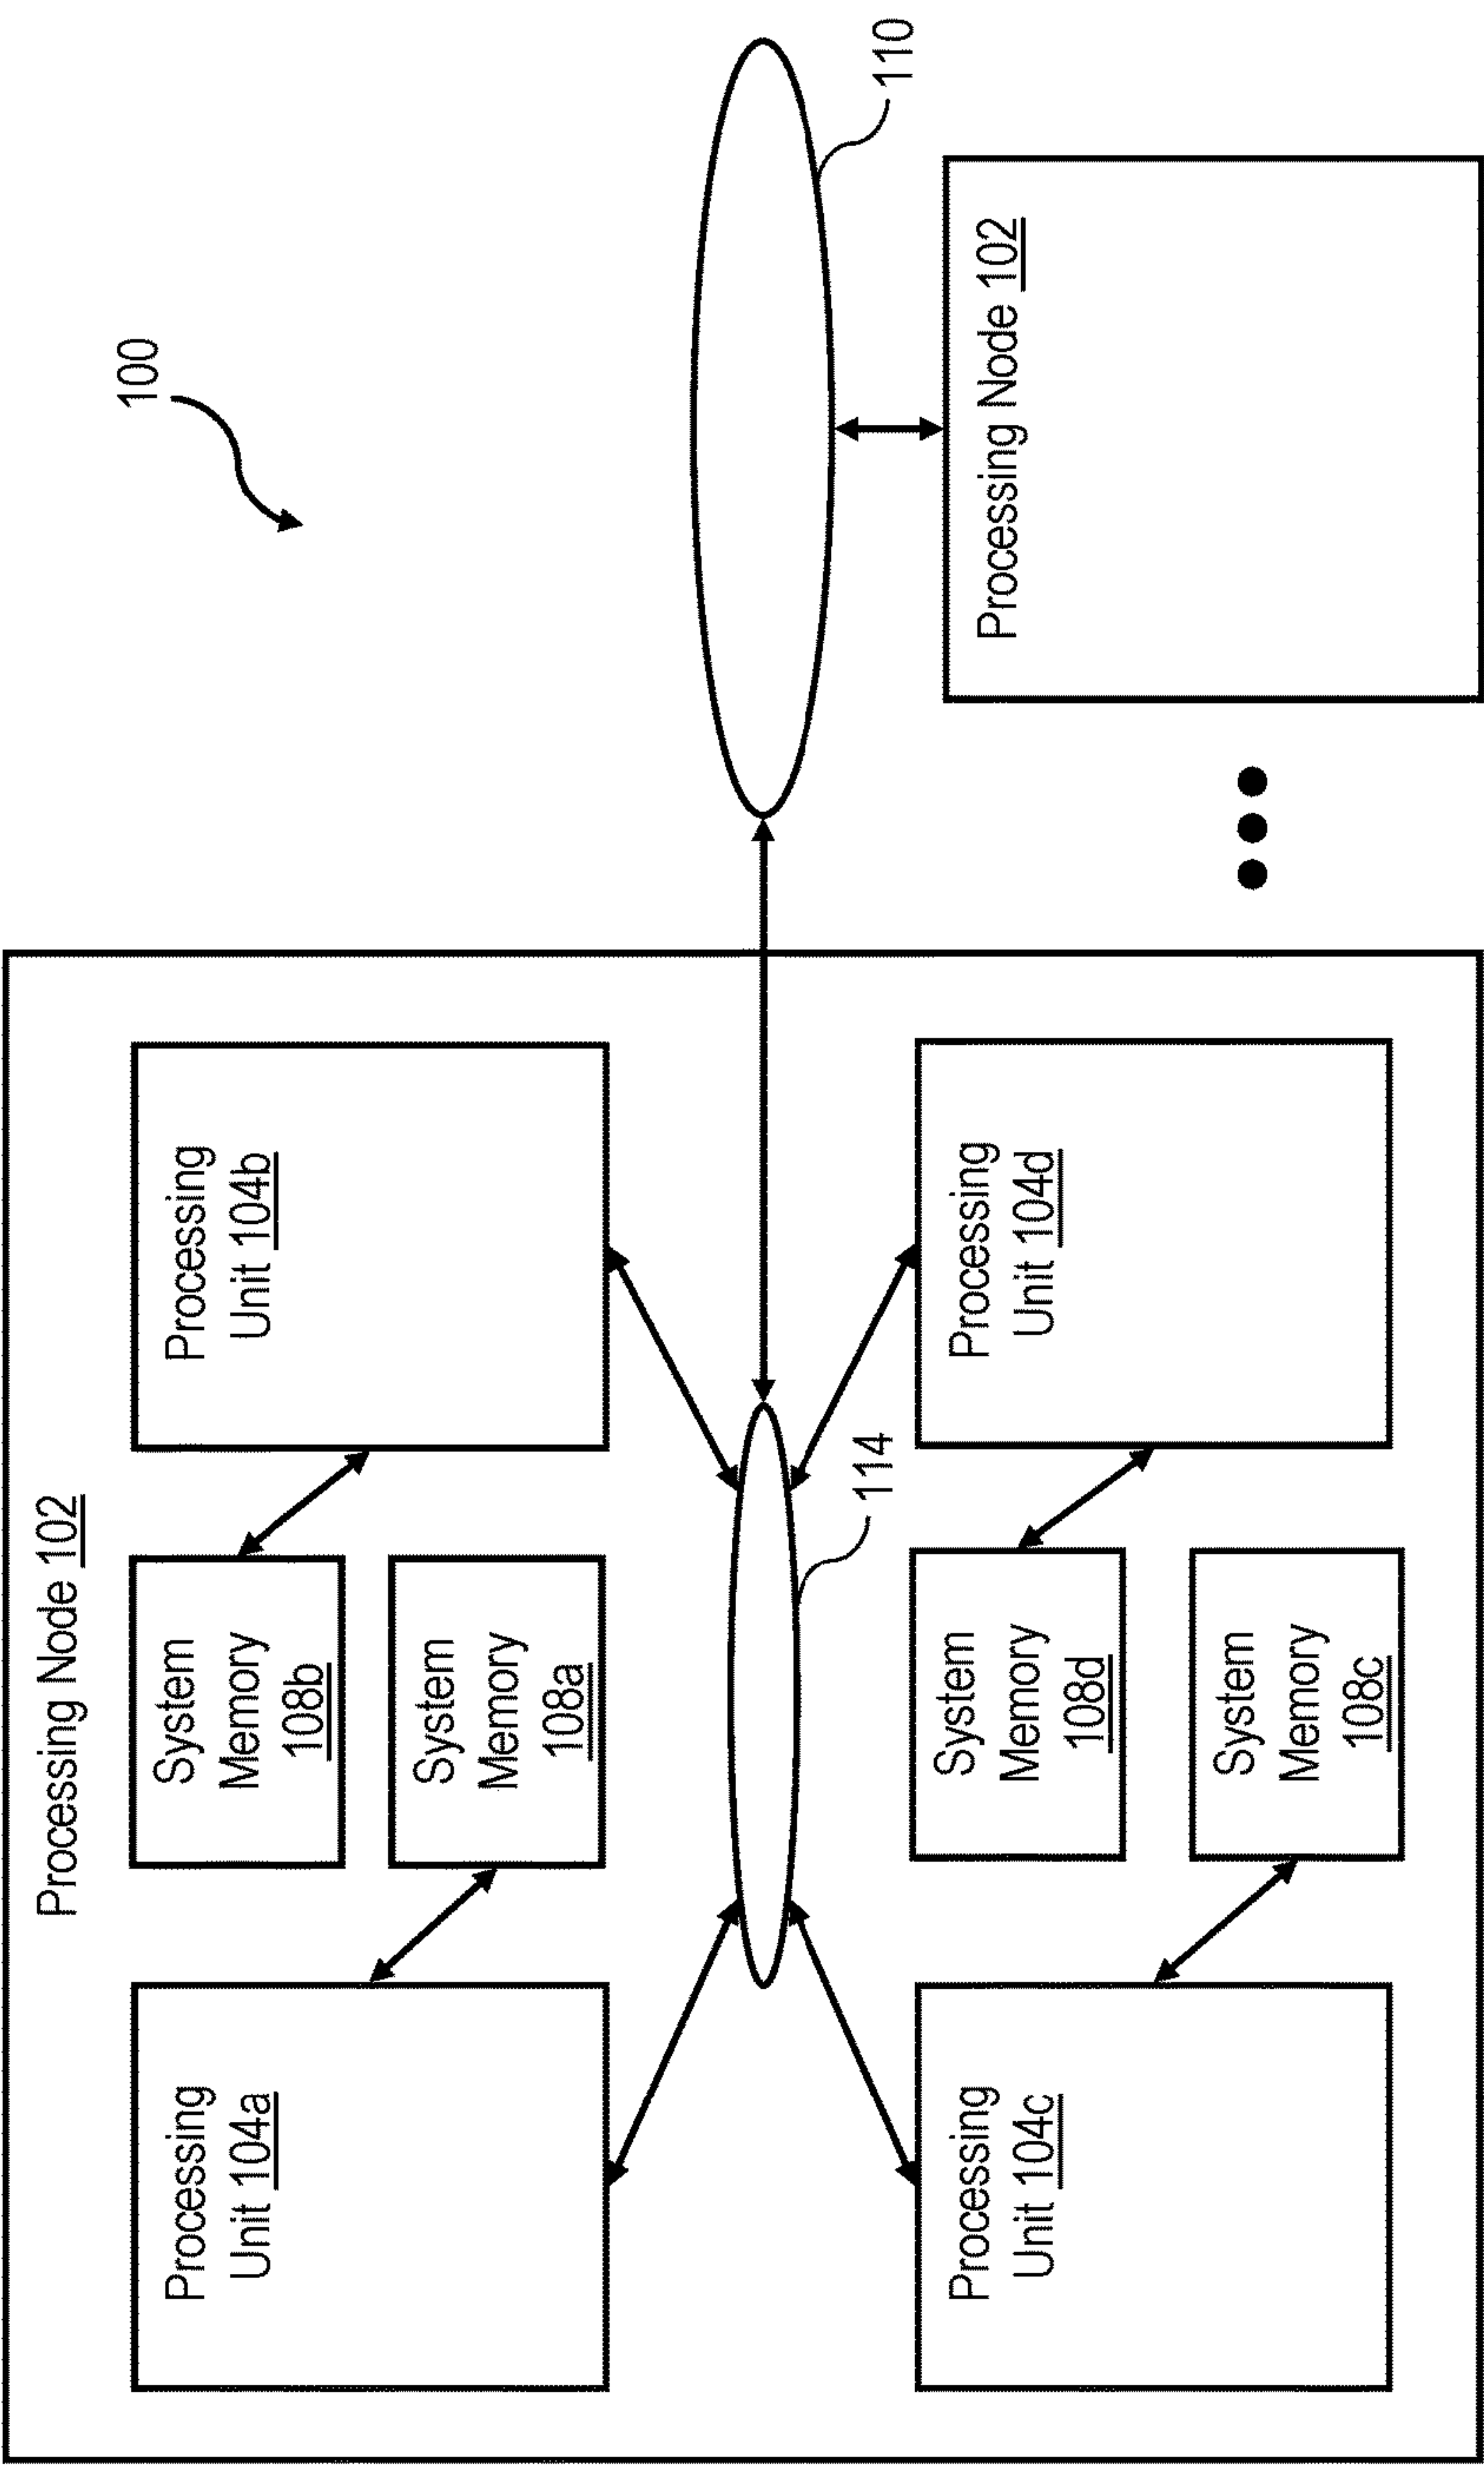 100
Processing Node 102
Processing
Unit 104a
System
Memory
108b
System
Memory
108a
Processing
Unit 104b
114
110
Processing
Unit 104c
System
Memory
108d
System
Memory
108c
Processing
Unit 104d
Processing Node 102